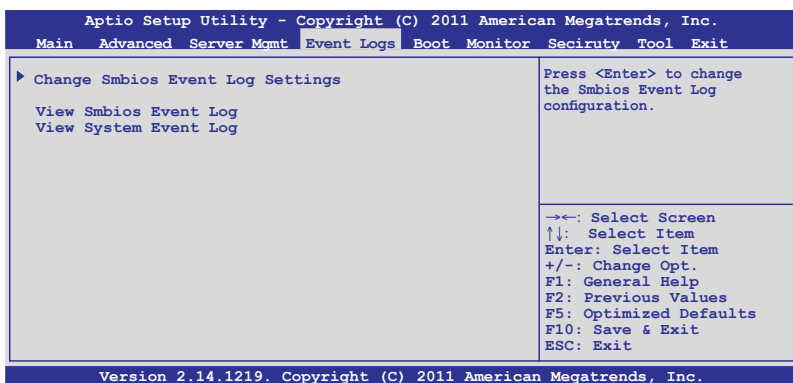 Aptio Setup Utility - Copyright (C) 2011 American Megatrends, Inc.
Main Advanced Server Mgmt Event Logs Boot Monitor Seciruty Tool Exit
Change Smbios Event Log Settings
View Smbios Event Log
View System Event Log
Press <Enter> to change
the Smbios Event Log
configuration.
→←: Select Screen
↑↓: Select Item
Enter: Select Item
+/-: Change Opt.
F1: General Help
F2: Previous Values
F5: Optimized Defaults
F10: Save & Exit
ESC: Exit
Version 2.14.1219. Copyright (C) 2011 American Megatrends, Inc.